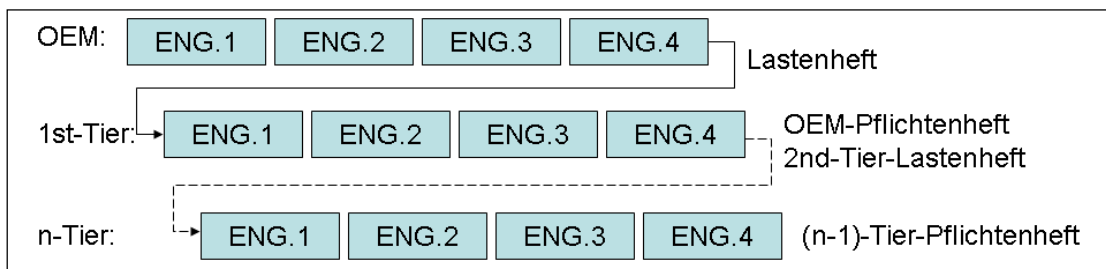 OEM: ENG.1 ENG.2 ENG.3 ENG.4
Lastenheft
1st-Tier: ENG.1 ENG.2 ENG.3 ENG.4
OEM-Pflichtenheft
2nd-Tier-Lastenheft
n-Tier: ENG.1 ENG.2 ENG.3 ENG.4 (n-1)-Tier-Pflichtenheft